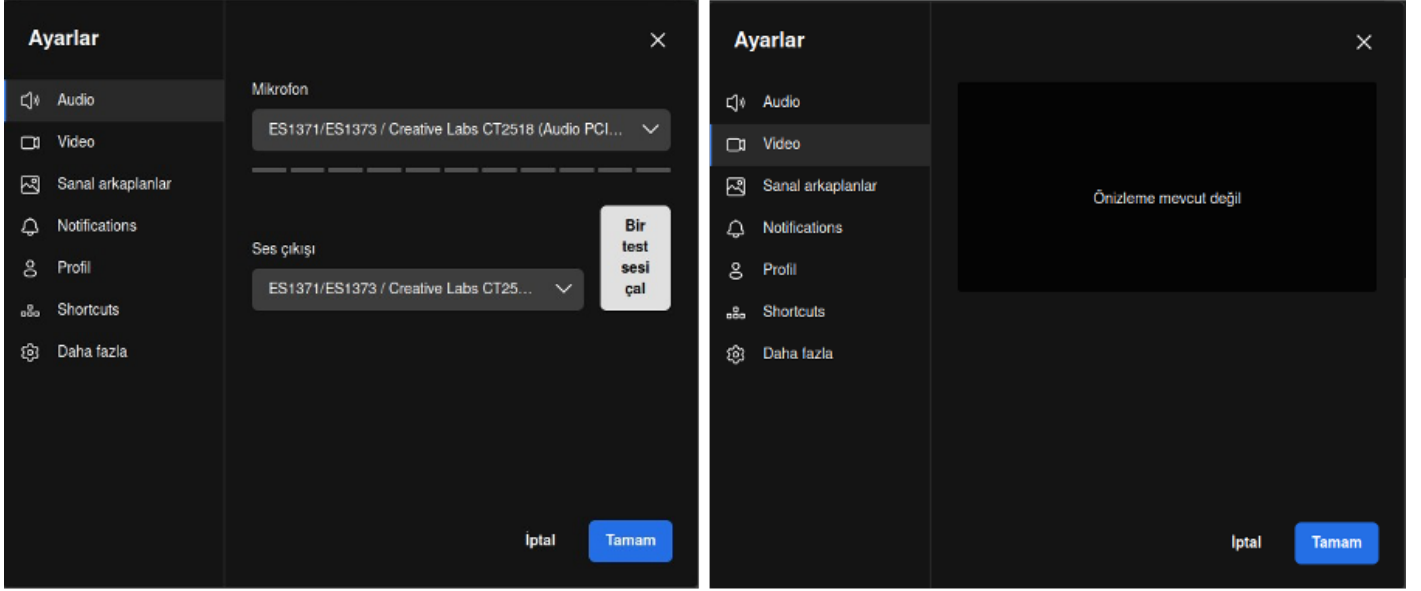 Ayarlar
Audio
Video
Sanal arkaplanlar
Notifications
Profil
Shortcuts
Daha fazla
Mikrofon
ES1371/ES1373 / Creative Labs CT2518 (Audio PCI...
Ses çıkışı
ES1371/ES1373 / Creative Labs CT25...
Bir
test
sesi
çal
İptal
Tamam
Ayarlar
Audio
Video
Sanal arkaplanlar
Notifications
Profil
Shortcuts
Daha fazla
Önizleme mevcut değil
İptal
Tamam